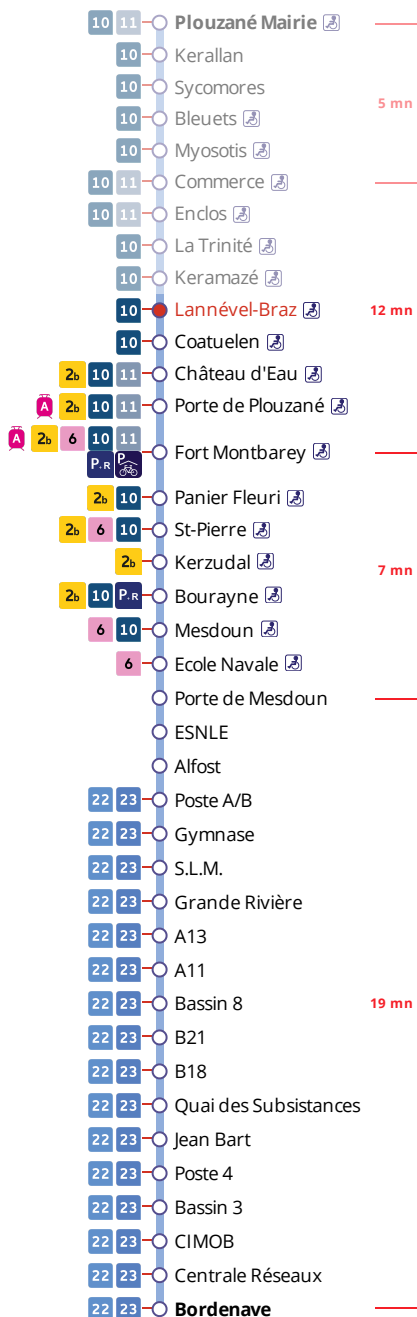 10 11 Plouzané Mairie
10 Kerallan
10 Sycomores
5 mn
10 Bleuets
10 Myosotis
10 11 Commerce
10 11 Enclos
10 La Trinité
10 Keramazé
10 Lannével-Braz 12 mn
10 Coatuelen
2b 10 11 Château d'Eau
A 2b 10 11 Porte de Plouzané
A 2b 6 10 11
P+R P Fort Montbarey
2b 10 Panier Fleuri
2b 6 10 St-Pierre
2b Kerzudal
7 mn
2b 10 P+R Bourayne
6 10 Mesdoun
6 Ecole Navale
Porte de Mesdoun
ESNLE
Alfost
22 23 Poste A/B
22 23 Gymnase
22 23 S.L.M.
22 23 Grande Rivière
22 23 A13
22 23 A11
22 23 Bassin 8 19 mn
22 23 B21
22 23 B18
22 23 Quai des Subsistances
22 23 Jean Bart
22 23 Poste 4
22 23 Bassin 3
22 23 CIMOB
22 23 Centrale Réseaux
22 23 Bordenave